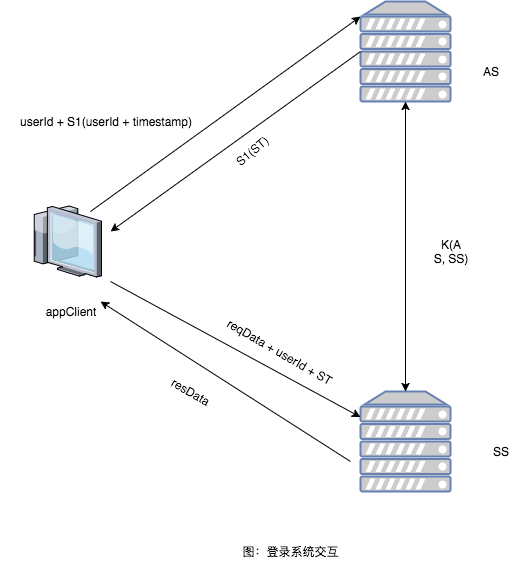 AS
userId + S1(userId + timestamp)
S1(ST)
K(A
S, SS)
appClient
reqData + userId + ST
resData
SS
图：登录系统交互